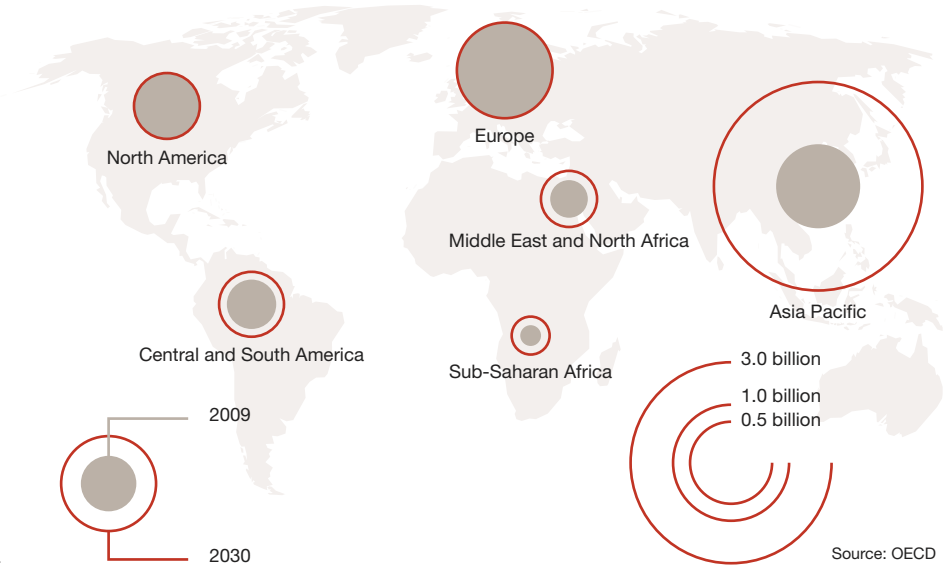 Europe
North America
Middle East and North Africa
Asia Pacific
Central and South America
Sub-Saharan Africa
3.0 billion
1.0 billion
0.5 billion
2009
2030
Source: OECD